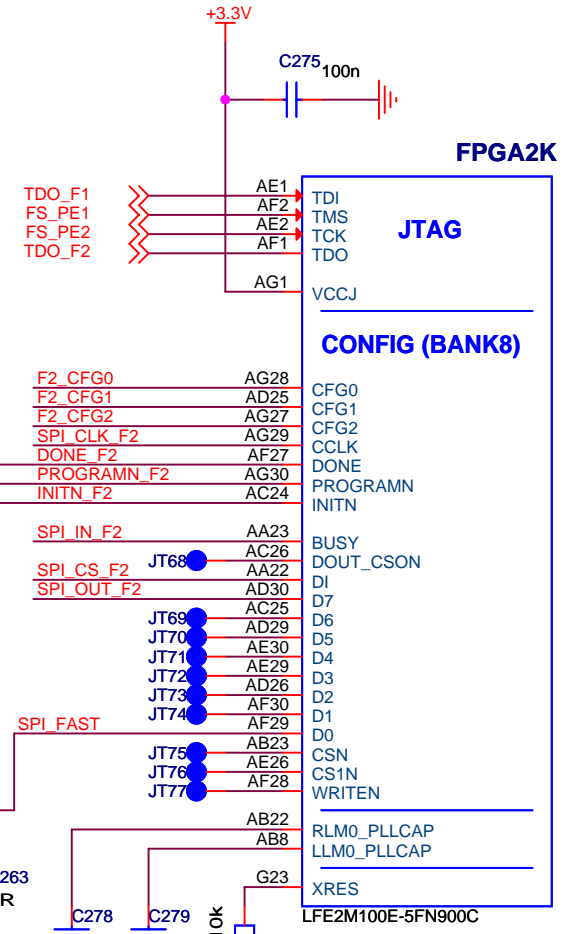 +3.3V
C275 100n
FPGA2K
JTAG
TDO_F1 AE1 TDI
FS_PE1 AF2 TMS
FS_PE2 AE2 TCK
TDO_F2 AF1 TDO
AG1 VCCJ
CONFIG (BANK8)
F2_CFG0 AG28 CFG0
F2_CFG1 AD25 CFG1
F2_CFG2 AG27 CFG2
SPI_CLK_F2 AG29 CCLK
DONE_F2 AF27 DONE
PROGRAMN_F2 AG30 PROGRAMN
INITN_F2 AC24 INITN
SPI_IN_F2 AA23 BUSY
JT68 AC26 DOUT_CSON
SPI_CS_F2 AA22 DI
SPI_OUT_F2 AD30 D7
JT69 AC25 D6
JT70 AD29 D5
JT71 AE30 D4
JT72 AE29 D3
JT73 AD26 D2
JT74 AF30 D1
SPI_FAST AF29 D0
JT75 AB23 CSN
JT76 AE26 CS1N
JT77 AF28 WRITEN
AB22 RLM0_PLLCAP
AB8 LLM0_PLLCAP
G23 XRES
263
R
C278 C279 10k
LFE2M100E-5FN900C